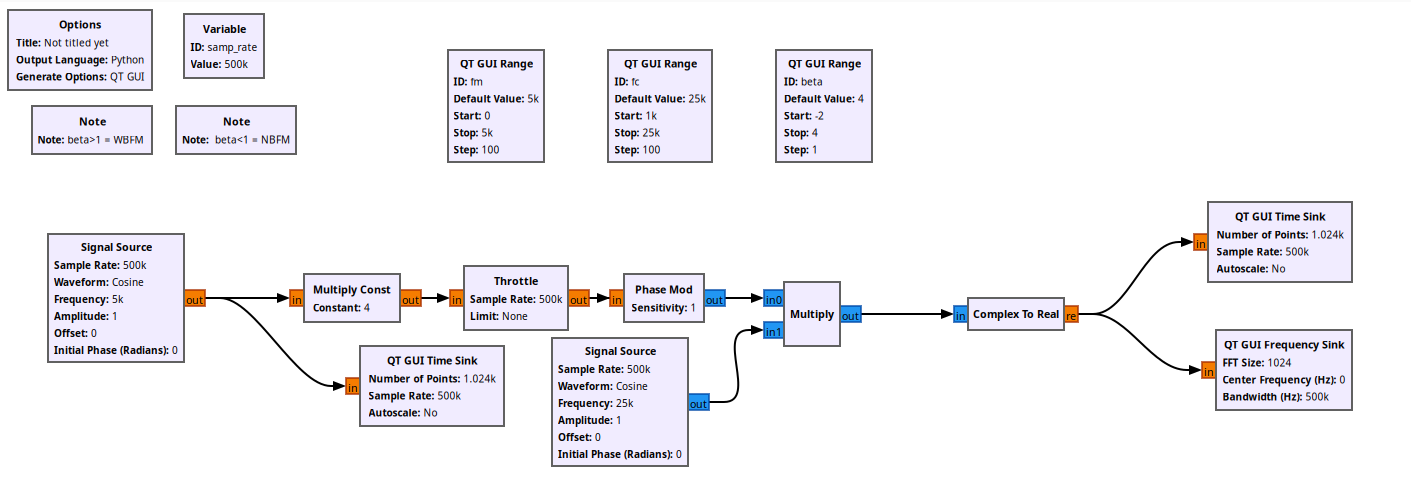 Options
Title: Not titled yet
Output Language: Python
Generate Options: QT GUI
Variable
ID: samp_rate
Value: 500k
QT GUI Range
ID: fm
Default Value: 5k
Start: 0
Stop: 5k
Step: 100
QT GUI Range
ID: fc
Default Value: 25k
Start: 1k
Stop: 25k
Step: 100
QT GUI Range
ID: beta
Default Value: 4
Start: -2
Stop: 4
Step: 1
Note
Note: beta>1 = WBFM
Note
Note: beta<1 = NBFM
Signal Source
Sample Rate: 500k
Waveform: Cosine
Frequency: 5k
Amplitude: 1
Offset: 0
Initial Phase (Radians): 0
out
in
Multiply Const
Constant: 4
out
in
Throttle
Sample Rate: 500k
Limit: None
out
in
Phase Mod
Sensitivity: 1
out
in0
in1
Multiply
out
in
Complex To Real
re
in
QT GUI Time Sink
Number of Points: 1.024k
Sample Rate: 500k
Autoscale: No
in
QT GUI Frequency Sink
FFT Size: 1024
Center Frequency (Hz): 0
Bandwidth (Hz): 500k
in
QT GUI Time Sink
Number of Points: 1.024k
Sample Rate: 500k
Autoscale: No
Signal Source
Sample Rate: 500k
Waveform: Cosine
Frequency: 25k
Amplitude: 1
Offset: 0
Initial Phase (Radians): 0
out